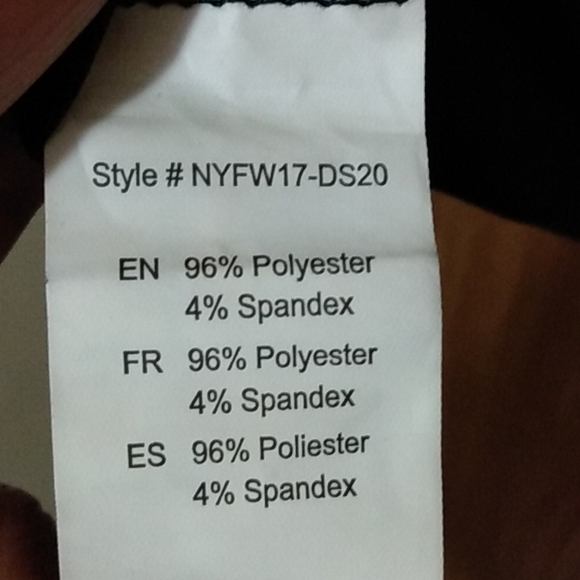 Style # NYFW17-DS20
EN 96% Polyester
4% Spandex
FR 96% Polyester
4% Spandex
ES 96% Poliester
4% Spandex